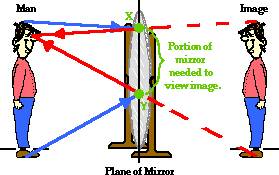 Man
Image
X
Portion of
mirror
needed to
view image.
Y
Plane of Mirror